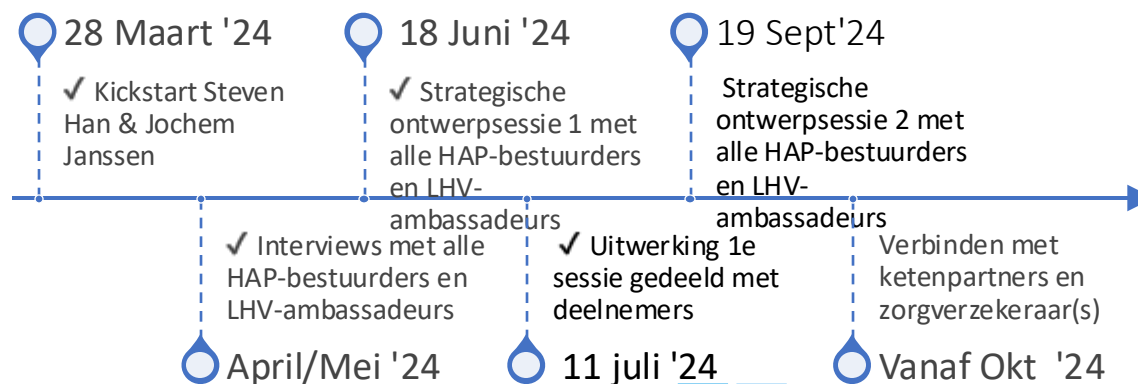 28 Maart '24
✓ Kickstart Steven
Han & Jochem
Janssen
18 Juni '24
✓ Strategische
ontwerpsessie 1 met
alle HAP-bestuurders
en LHV-
ambassadeurs
19 Sept'24
Strategische
ontwerpsessie 2 met
alle HAP-bestuurders
en LHV-
ambassadeurs
✓ Interviews met alle
HAP-bestuurders en
LHV-ambassadeurs
April/Mei '24
✓ Uitwerking 1e
sessie gedeeld met
deelnemers
11 juli '24
Verbinden met
ketenpartners en
zorgverzekeraar(s)
Vanaf Okt '24